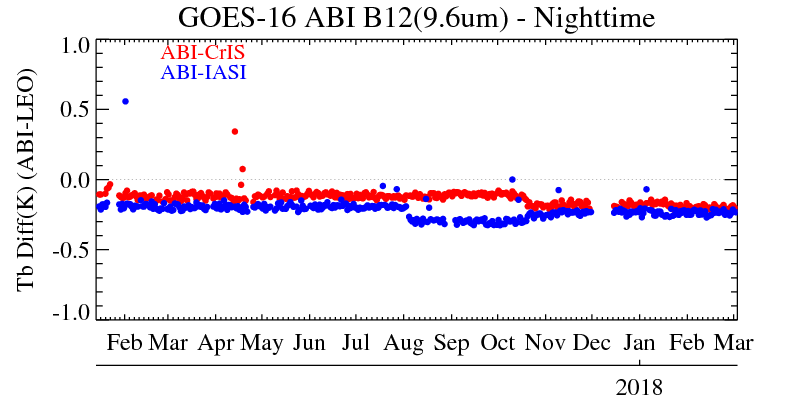 GOES-16 ABI B12(9.6um) - Nighttime
ABI-CrIS
ABI-IASI
Tb Diff(K) (ABI-LEO)
1.0
0.5
0.0
-0.5
-1.0
Feb Mar Apr May Jun Jul Aug Sep Oct Nov Dec Jan Feb Mar
2018